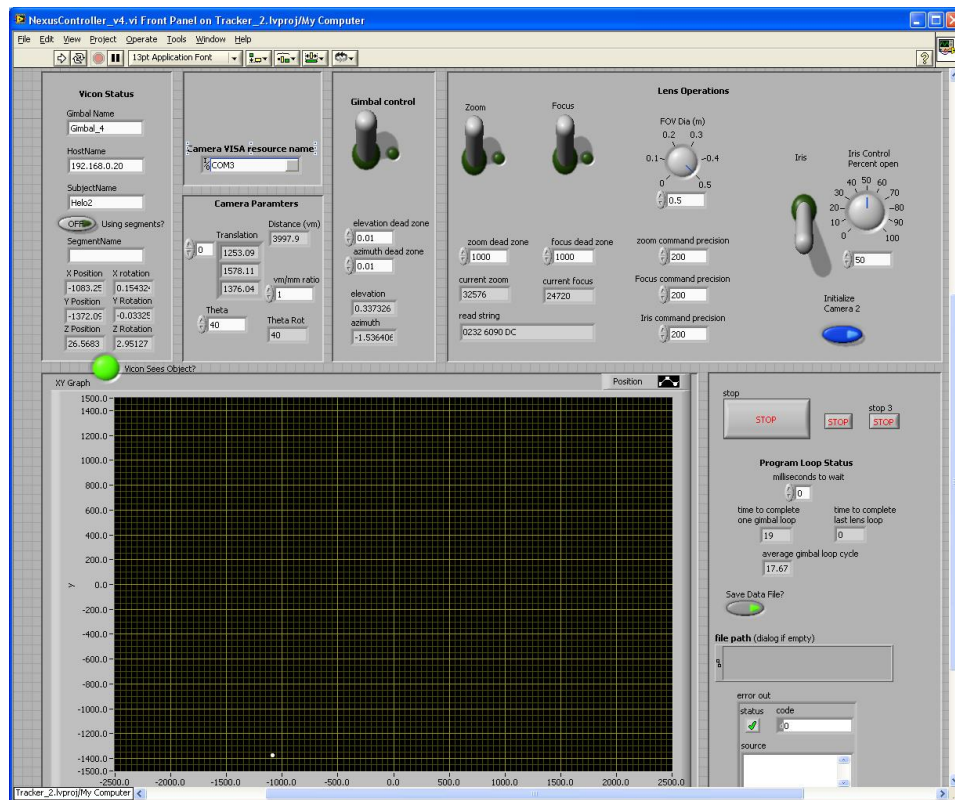 NexusController_v4.vi Front Panel on Tracker_2.lvproj/My Computer
File Edit View Project Operate Tools Window Help
13pt Application Font
Vicon Status
Gimbal Name
Gimbal_4
HostName
192.168.0.20
SubjectName
Helo2
OFF Using segments?
SegmentName
X Position X rotation
-1083.25 0.15432
Y Position Y Rotation
-1372.09 -0.03325
Z Position Z Rotation
26.5683 2.95127
Vicon Sees Object?
Camera VISA resource name
COM3
Camera Paramters
Translation
Distance (vm)
3997.9
0
1253.09
1578.11
1376.04
vm/mm ratio
1
Theta
40
Theta Rot
40
Gimbal control
elevation dead zone
0.01
azimuth dead zone
0.01
elevation
0.337326
azimuth
-1.536406
Lens Operations
Zoom
Focus
FOV Dia (m)
0.2 0.3
0.1 0.4
0 0.5
0.5
Iris
Iris Control
Percent open
40 50 60
30 70
20 80
10 90
0 100
50
zoom dead zone
1000
focus dead zone
1000
zoom command precision
200
current zoom
32576
current focus
24720
Focus command precision
200
read string
0232 6090 DC
Iris command precision
200
Initialize
Camera 2
XY Graph
Position
1500.0
1400.0
1200.0
1000.0
800.0
600.0
400.0
200.0
0.0
-200.0
-400.0
-600.0
-800.0
-1000.0
-1200.0
-1400.0
-1500.0
Y
-2500.0 -2000.0 -1500.0 -1000.0 -500.0 0.0 500.0 1000.0 1500.0 2000.0 2500.0
stop
STOP
STOP
stop 3
STOP
Program Loop Status
milliseconds to wait
0
time to complete
one gimbal loop
19
time to complete
last lens loop
0
average gimbal loop cycle
17.67
Save Data File?
file path (dialog if empty)
error out
status code
0
source
Tracker_2.lvproj/My Computer